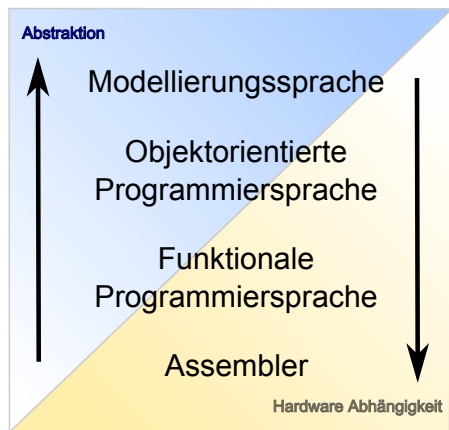 Abstraktion
Modellierungssprache
Objektorientierte
Programmiersprache
Funktionale
Programmiersprache
Assembler
Hardware Abhängigkeit